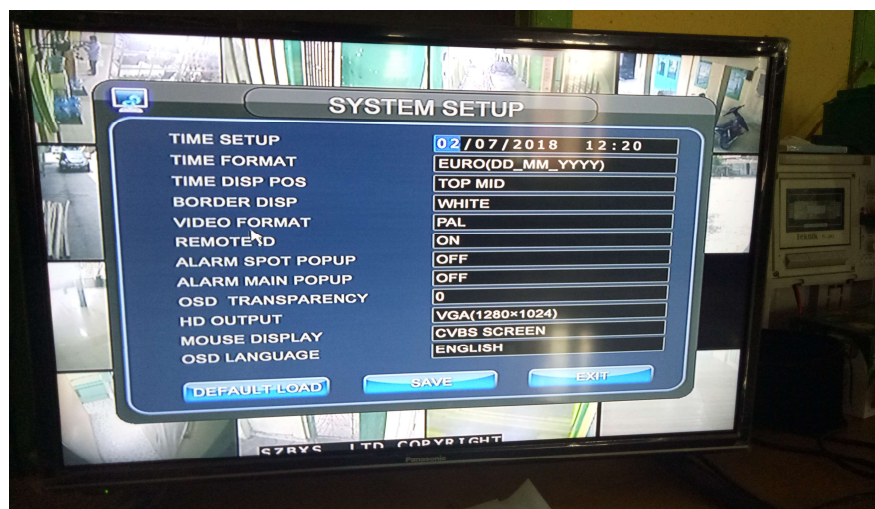 SYSTEM SETUP
TIME SETUP 02/07/2018 12:20
TIME FORMAT EURO(DD_MM_YYYY)
TIME DISP POS TOP MID
BORDER DISP WHITE
VIDEO FORMAT PAL
REMOTE ID ON
ALARM SPOT POPUP OFF
ALARM MAIN POPUP OFF
OSD TRANSPARENCY 0
HD OUTPUT VGA(1280×1024)
MOUSE DISPLAY CVBS SCREEN
OSD LANGUAGE ENGLISH
DEFAULT LOAD SAVE EXIT
SZBXS LTD COPYRIGHT
Panasonic